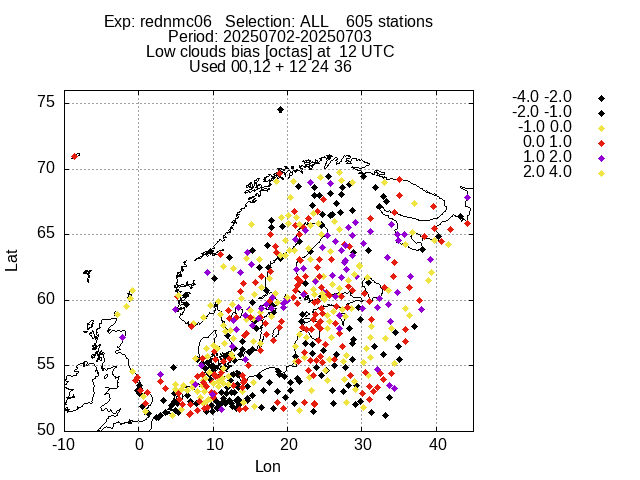 Exp: rednmc06 Selection: ALL 605 stations
Period: 20250702-20250703
Low clouds bias [octas] at 12 UTC
Used 00,12 + 12 24 36
-4.0 -2.0
-2.0 -1.0
-1.0 0.0
0.0 1.0
1.0 2.0
2.0 4.0
75
70
65
60
55
50
Lat
-10 0 10 20 30 40
Lon